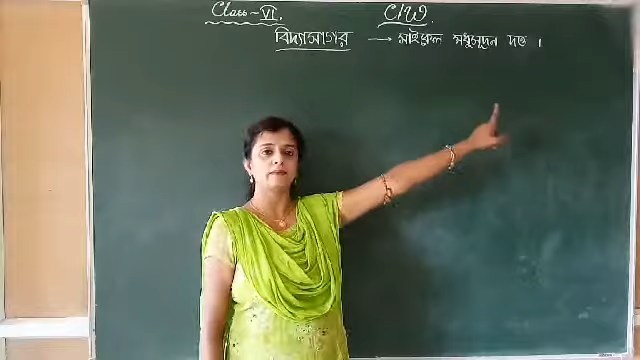 Class - VI. C/W.
বিদ্যাসাগর → মাইকেল মধুসূদন দত্ত ।